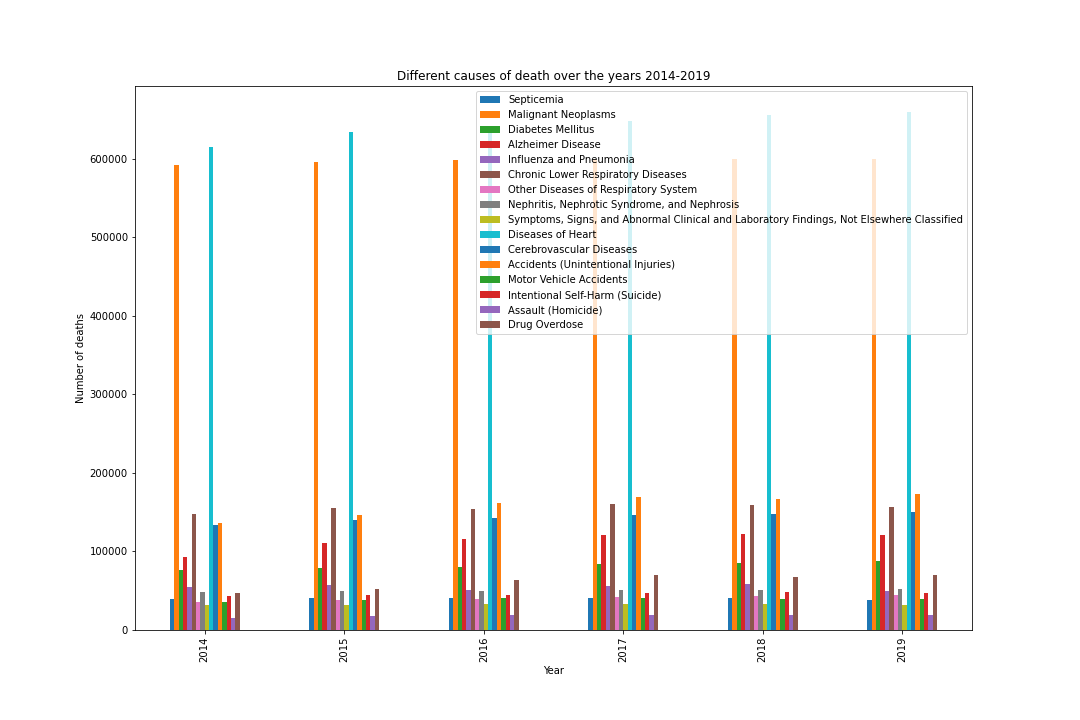 Different causes of death over the years 2014-2019
Septicemia
Malignant Neoplasms
Diabetes Mellitus
Alzheimer Disease
Influenza and Pneumonia
Chronic Lower Respiratory Diseases
Other Diseases of Respiratory System
Nephritis, Nephrotic Syndrome, and Nephrosis
Symptoms, Signs, and Abnormal Clinical and Laboratory Findings, Not Elsewhere Classified
Diseases of Heart
Cerebrovascular Diseases
Accidents (Unintentional Injuries)
Motor Vehicle Accidents
Intentional Self-Harm (Suicide)
Assault (Homicide)
Drug Overdose
Number of deaths
600000
500000
400000
300000
200000
100000
0
2014
2015
2016
2017
2018
2019
Year